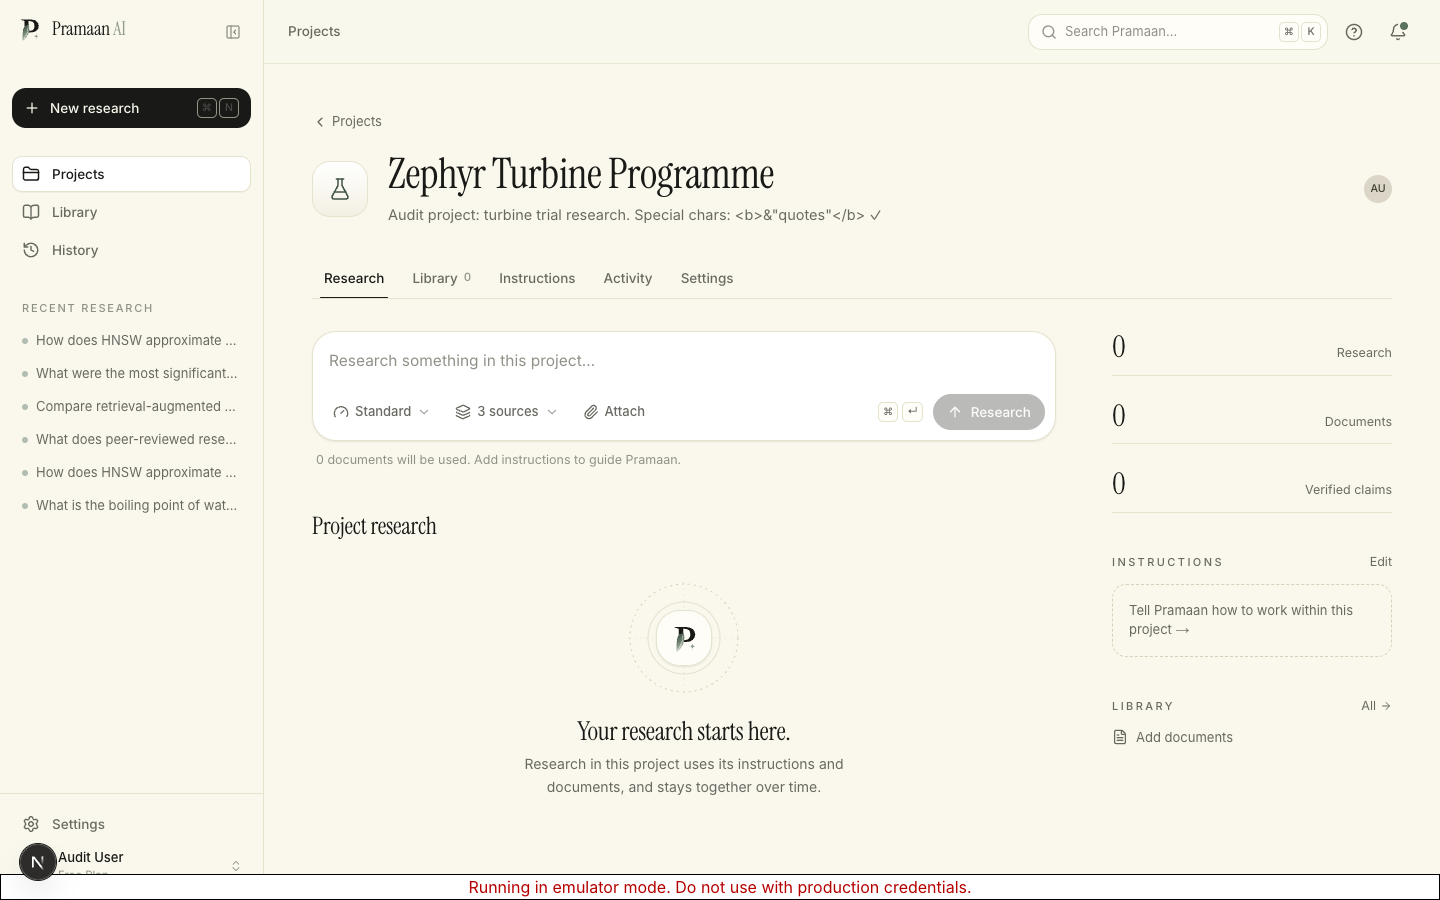 Pramaan AI
Projects
Search Pramaan...
⌘ K
New research
⌘ N
Projects
Library
History
RECENT RESEARCH
How does HNSW approximate ...
What were the most significant...
Compare retrieval-augmented ...
What does peer-reviewed rese...
How does HNSW approximate ...
What is the boiling point of wat...
Settings
N
Audit User
Projects
Zephyr Turbine Programme
Audit project: turbine trial research. Special chars: <b>&"quotes"</b> ✓
AU
Research
Library 0
Instructions
Activity
Settings
Research something in this project...
Standard
3 sources
Attach
⌘ ↵
Research
0 documents will be used. Add instructions to guide Pramaan.
Project research
Your research starts here.
Research in this project uses its instructions and
documents, and stays together over time.
0 Research
0 Documents
0 Verified claims
INSTRUCTIONS
Edit
Tell Pramaan how to work within this
project →
LIBRARY
All →
Add documents
Running in emulator mode. Do not use with production credentials.